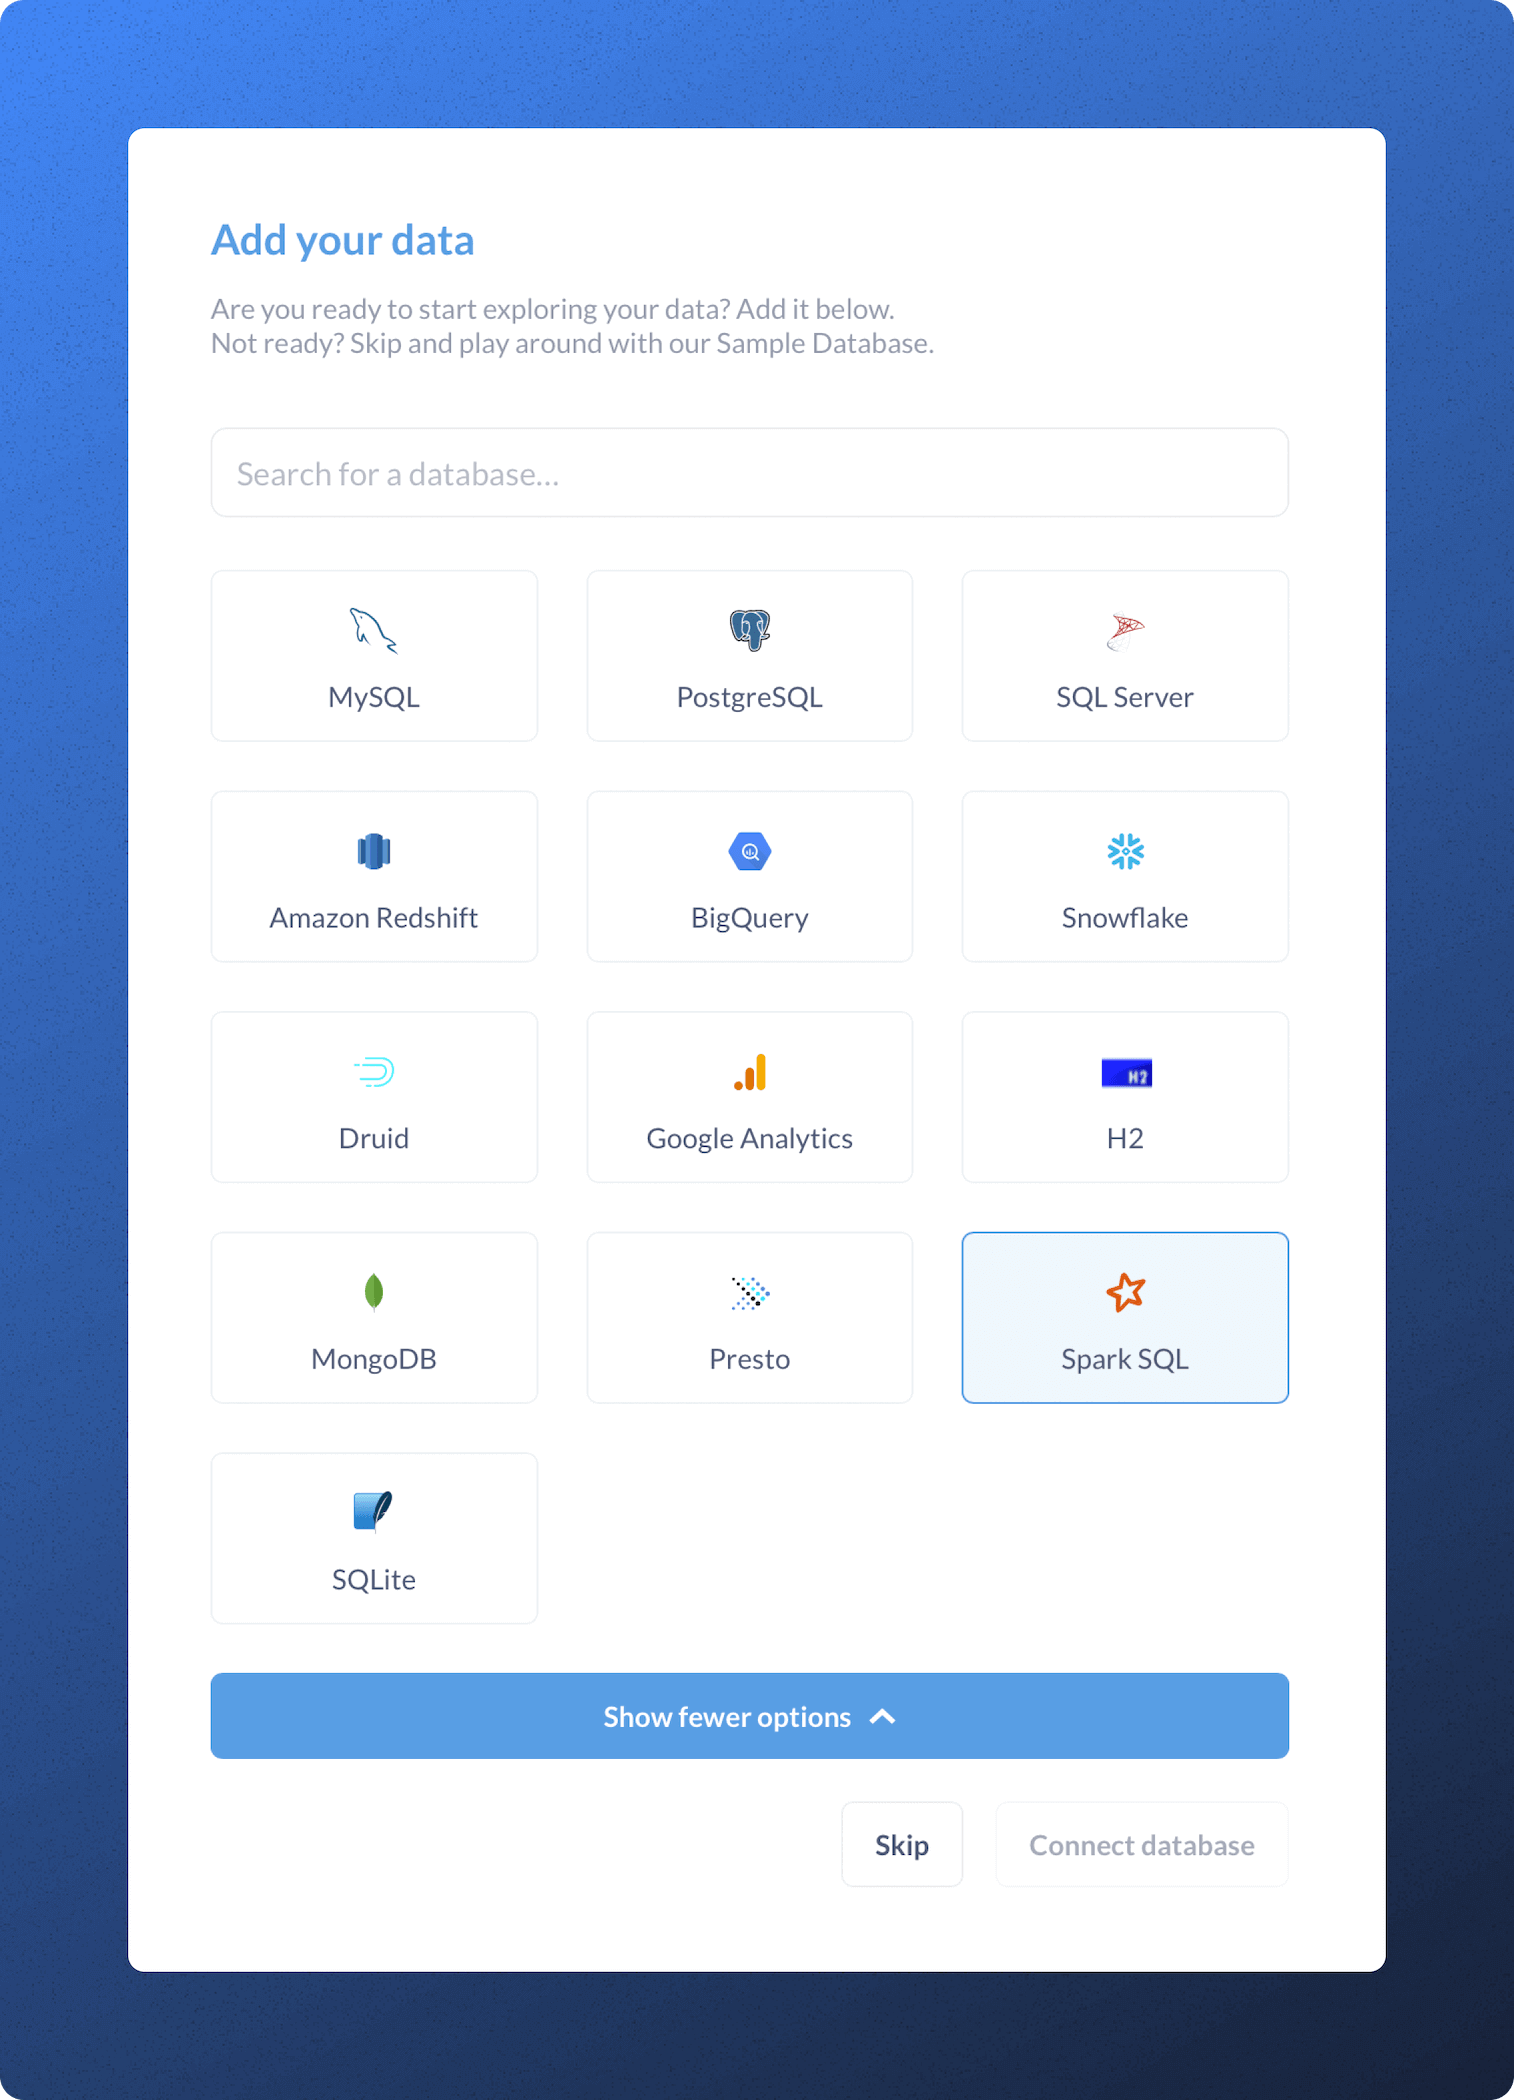 Add your data
Are you ready to start exploring your data? Add it below.
Not ready? Skip and play around with our Sample Database.
Search for a database...
MySQL
PostgreSQL
SQL Server
Amazon Redshift
BigQuery
Snowflake
Druid
Google Analytics
H2
H2
MongoDB
Presto
Spark SQL
SQLite
Show fewer options
Skip
Connect database